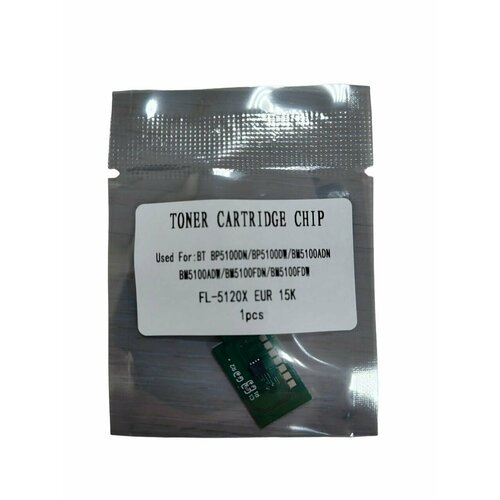 TONER CARTRIDGE CHIP
Used For:BT BP5100DN/BP5100DW/BM5100ADN
BM5100ADW/BM5100FDN/BM5100FDW
FL-5120X EUR 15K
1pcs